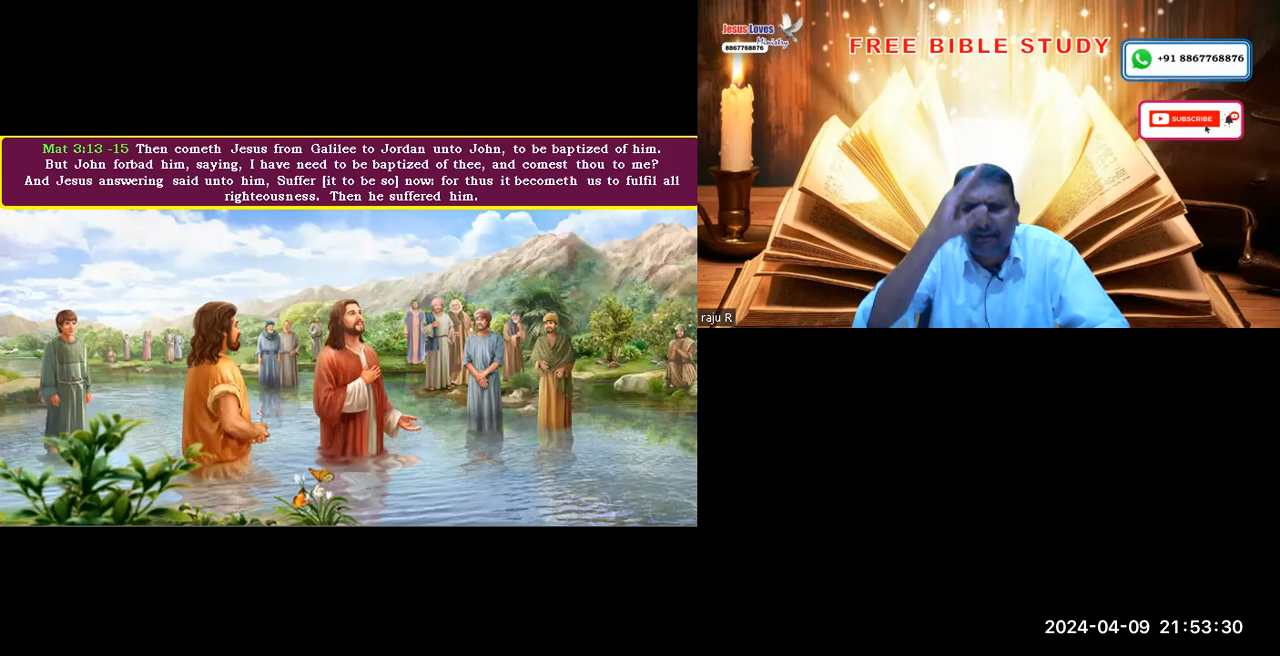 Mat 3:13 -15 Then cometh Jesus from Galilee to Jordan unto John, to be baptized of him.
But John forbad him, saying, I have need to be baptized of thee, and comest thou to me?
And Jesus answering said unto him, Suffer [it to be so] now: for thus it becometh us to fulfil all
righteousness. Then he suffered him.
Jesus Loves
Ministry
8867768876
FREE BIBLE STUDY
+91 8867768876
SUBSCRIBE
raju R
2024-04-09 21:53:30